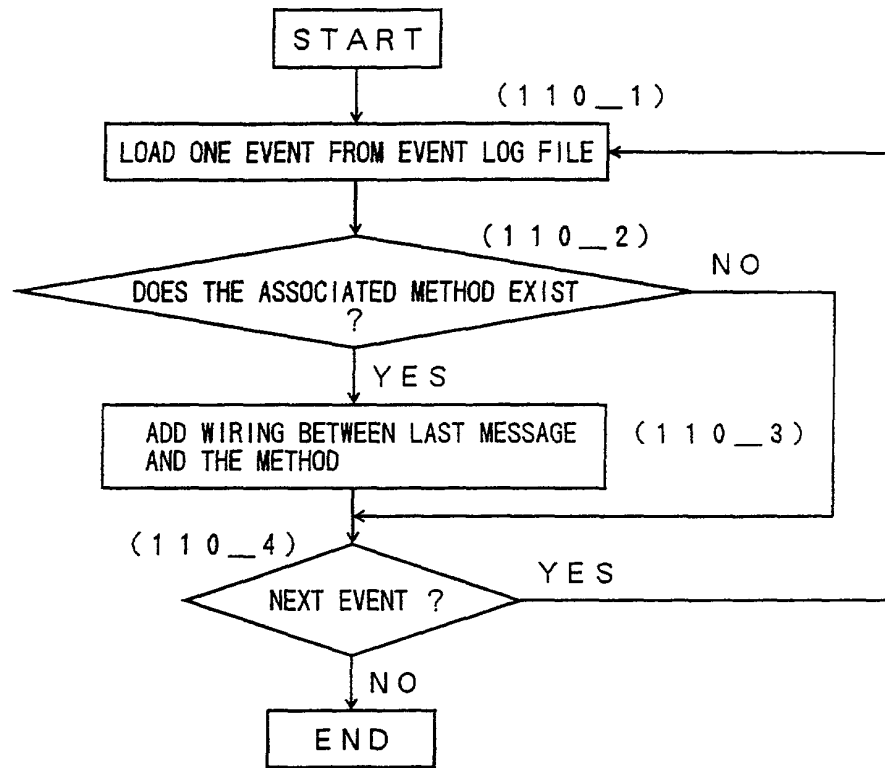 START
(110_1)
LOAD ONE EVENT FROM EVENT LOG FILE
(110_2)
NO
DOES THE ASSOCIATED METHOD EXIST
?
YES
ADD WIRING BETWEEN LAST MESSAGE
AND THE METHOD
(110_3)
(110_4)
YES
NEXT EVENT ?
NO
END